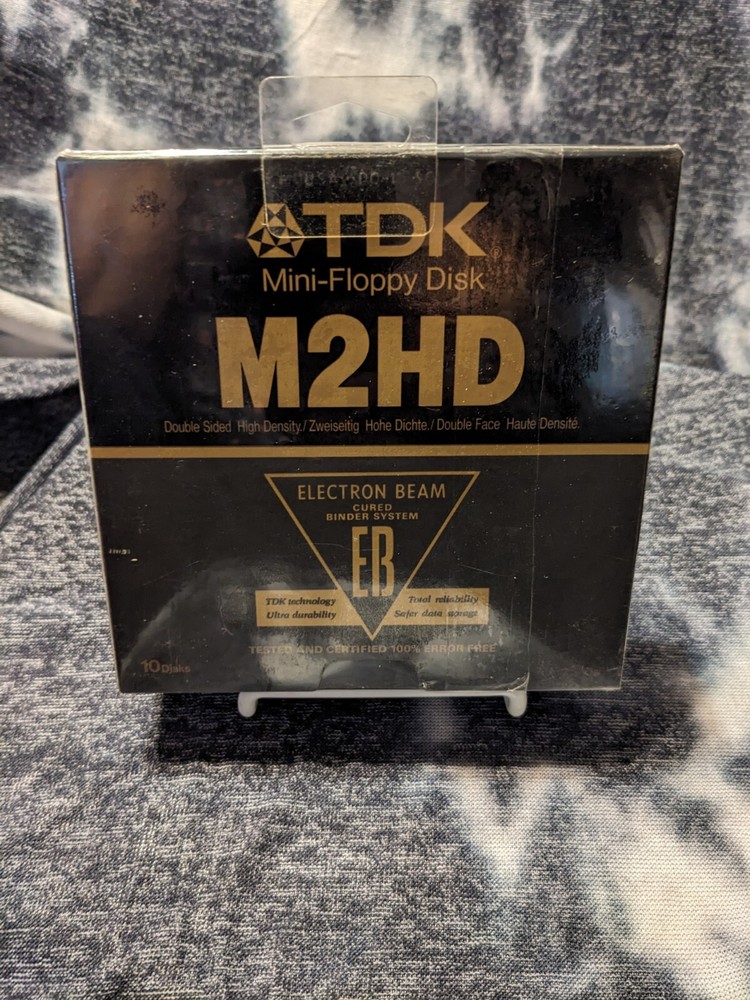 TDK
Mini-Floppy Disk
M2HD
Double Sided High Density./Zweiseitig Hohe Dichte./Double Face Haute Densité.
ELECTRON BEAM
CURED
BINDER SYSTEM
EB
TDK technology Total reliability
Ultra durability Safer data storage
TESTED AND CERTIFIED 100% ERROR FREE
10 Disks